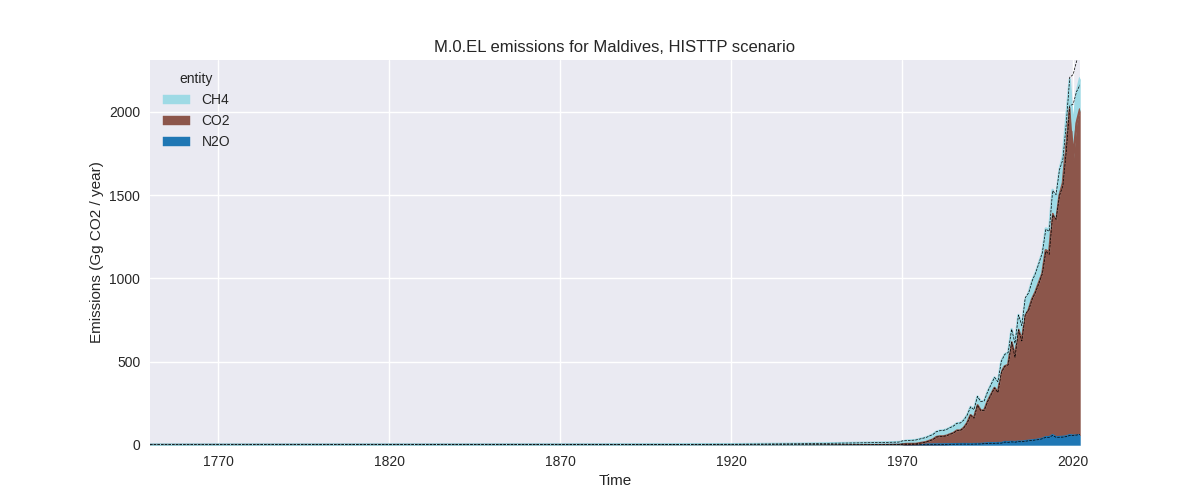 M.0.EL emissions for Maldives, HISTTP scenario
entity
CH4
CO2
N2O
Emissions (Gg CO2 / year)
2000
1500
1000
500
0
1770
1820
1870
1920
1970
2020
Time